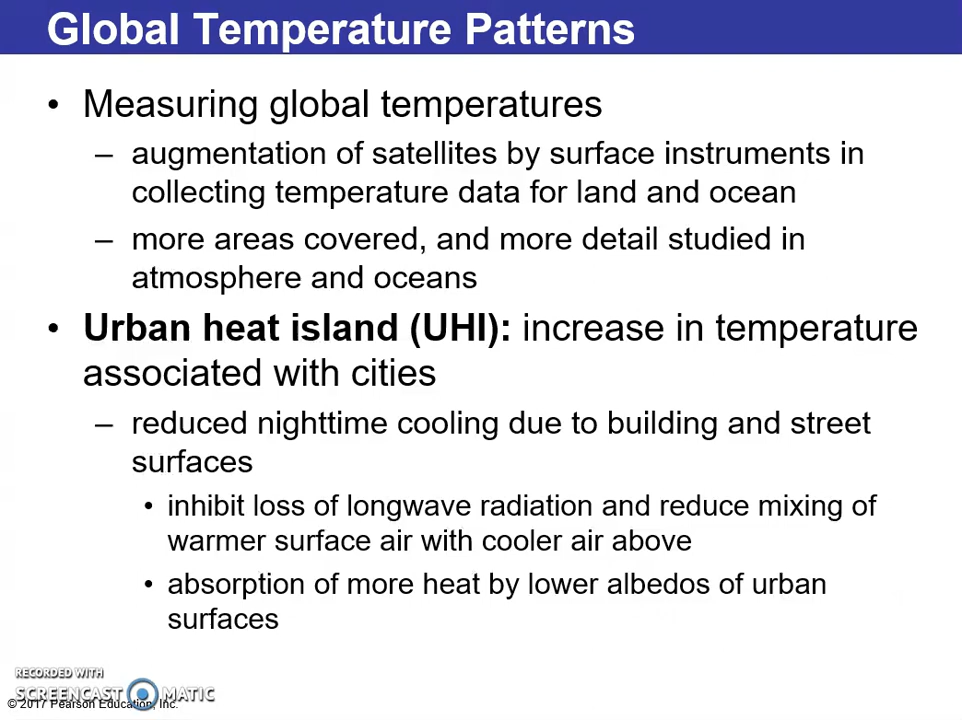 Global Temperature Patterns
• Measuring global temperatures
– augmentation of satellites by surface instruments in
collecting temperature data for land and ocean
– more areas covered, and more detail studied in
atmosphere and oceans
• Urban heat island (UHI): increase in temperature
associated with cities
– reduced nighttime cooling due to building and street
surfaces
• inhibit loss of longwave radiation and reduce mixing of
warmer surface air with cooler air above
• absorption of more heat by lower albedos of urban
surfaces
RECORDED WITH
SCREENCAST MATIC
© 2017 Pearson Education, Inc.